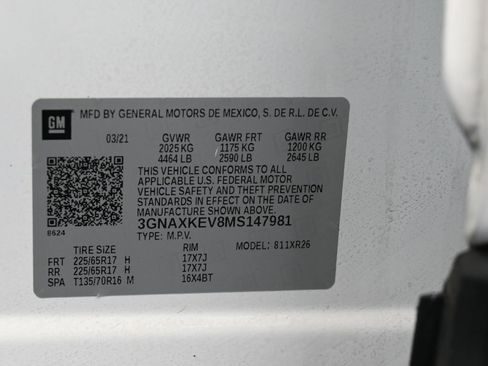 GM MFD BY GENERAL MOTORS DE MEXICO, S. DE R.L. DE C.V.
03/21 GVWR GAWR FRT GAWR RR
2025 KG 1175 KG 1200 KG
4464 LB 2590 LB 2645 LB
THIS VEHICLE CONFORMS TO ALL
APPLICABLE U.S. FEDERAL MOTOR
VEHICLE SAFETY AND THEFT PREVENTION
STANDARDS IN EFFECT ON THE DATE OF
MANUFACTURE SHOWN ABOVE.
3GNAXKEV8MS147981
8624
TYPE: M.P.V. MODEL: 811XR26
TIRE SIZE RIM
FRT 225/65R17 H 17X7J
RR 225/65R17 H 17X7J
SPA T135/70R16 M 16X4BT